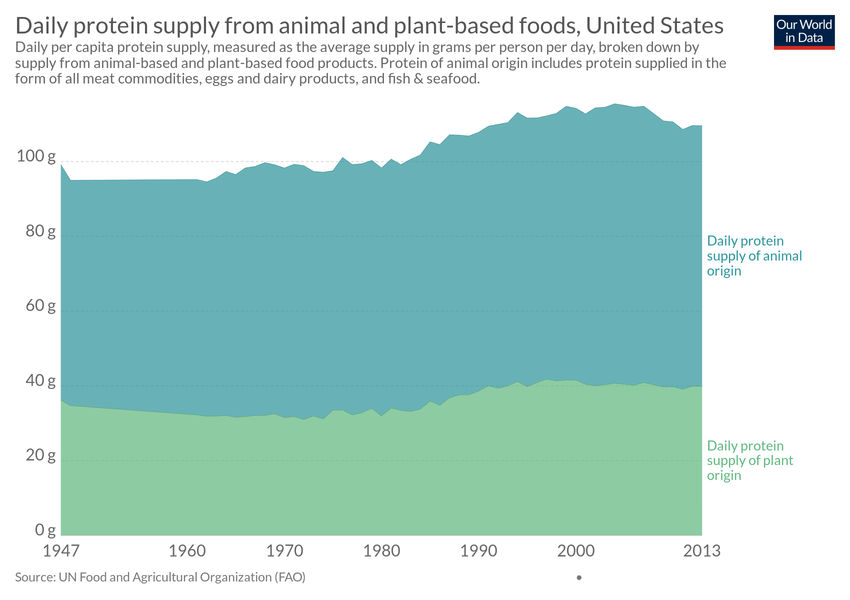 Daily protein supply from animal and plant-based foods, United States
Our World
in Data
Daily per capita protein supply, measured as the average supply in grams per person per day, broken down by
supply from animal-based and plant-based food products. Protein of animal origin includes protein supplied in the
form of all meat commodities, eggs and dairy products, and fish & seafood.
100 g
80 g
60 g
40 g
20 g
0 g
Daily protein
supply of animal
origin
Daily protein
supply of plant
origin
1947
1960
1970
1980
1990
2000
2013
Source: UN Food and Agricultural Organization (FAO)
•